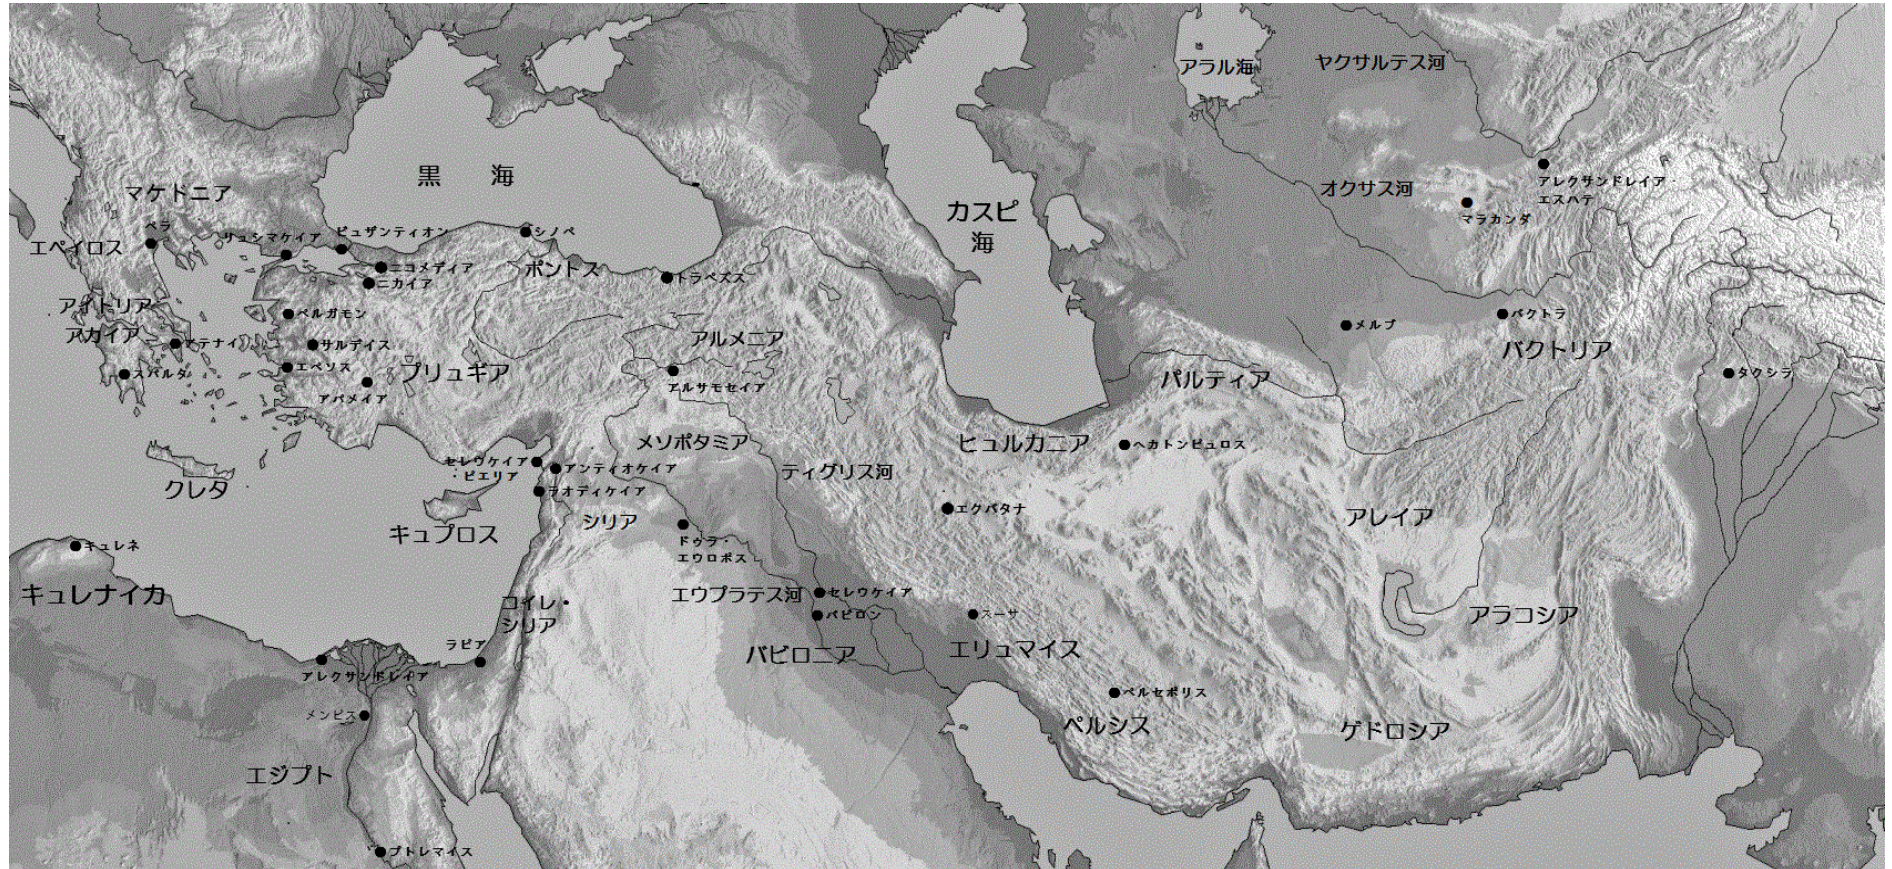 アラル海
ヤクサルテス河
黒 海
マケドニア
オクサス河
アレクサンドレイア・
エスハテ
マラカンダ
カスピ
海
ペラ
エペイロス
リュシマケイア
ビュザンティオン
シノペ
ニコメディア
ポントス
トラペズス
ニカイア
アイトリア
ペルガモン
アカイア
アテナイ
サルデイス
アルメニア
メルブ
バクトラ
バクトリア
スパルタ
エペソス
プリュギア
アルサモセイア
パルティア
タクシラ
アパメイア
メソポタミア
ヒュルカニア
ヘカトンピュロス
セレウケイア
・ピエリア
アンティオケイア
ティグリス河
クレタ
ラオディケイア
キュプロス
シリア
エクバタナ
アレイア
ドゥラ・
エウロポス
キュレネ
キュレナイカ
コイレ・
シリア
エウプラテス河
セレウケイア
バビロン
スーサ
アラコシア
ラピア
バビロニア
エリュマイス
アレクサンドレイア
メンピス
ペルセポリス
ペルシス
ゲドロシア
エジプト
プトレマイス